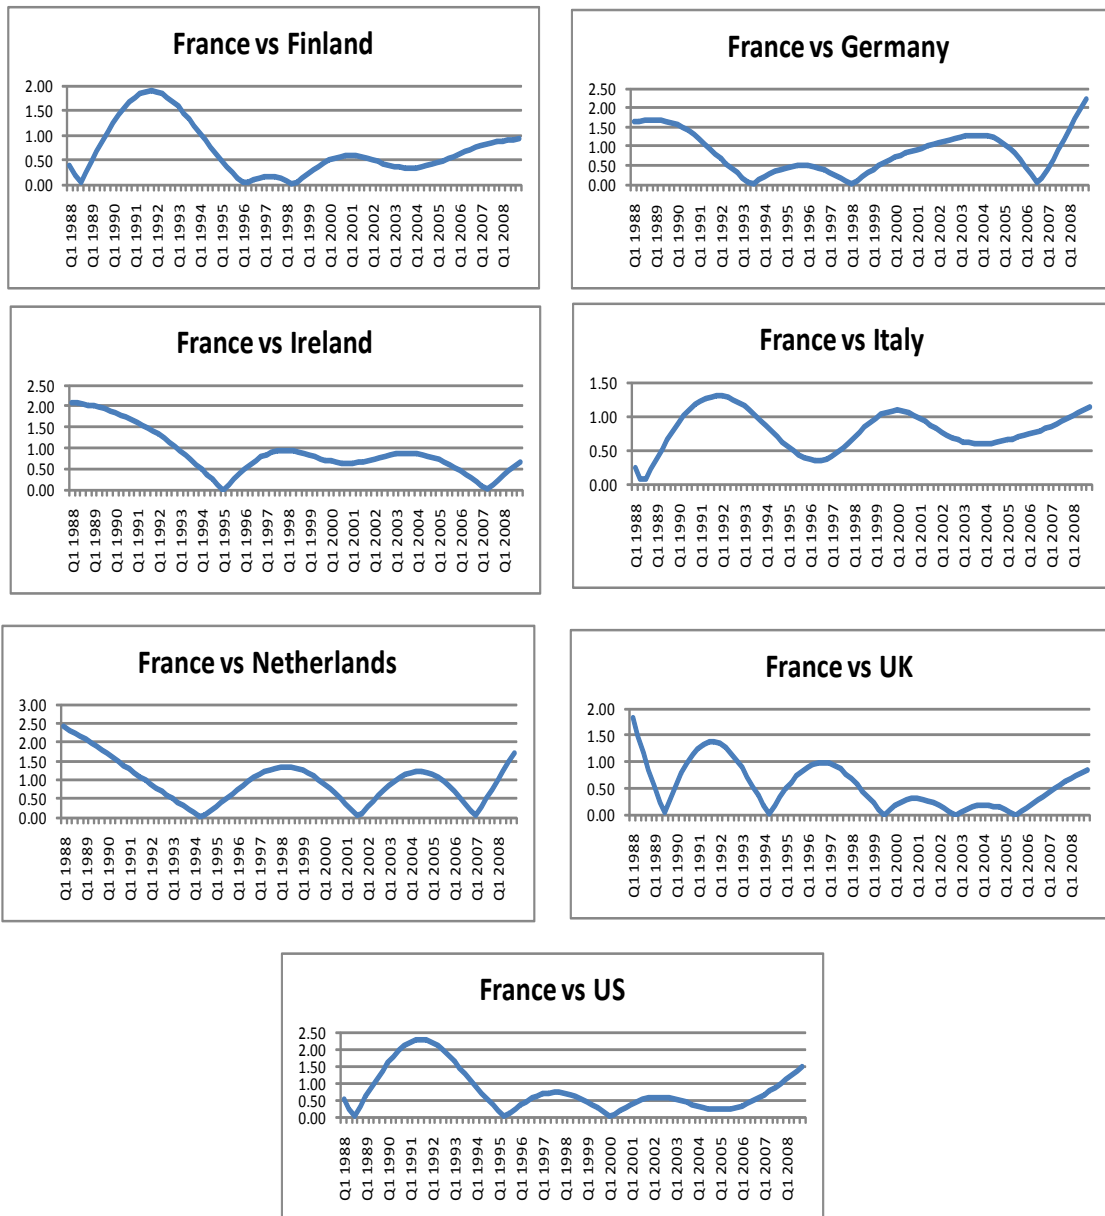 France vs Finland
2.00
1.50
1.00
0.50
0.00
Q1 1988
Q1 1989
Q1 1990
Q1 1991
Q1 1992
Q1 1993
Q1 1994
Q1 1995
Q1 1996
Q1 1997
Q1 1998
Q1 1999
Q1 2000
Q1 2001
Q1 2002
Q1 2003
Q1 2004
Q1 2005
Q1 2006
Q1 2007
Q1 2008
France vs Germany
2.50
2.00
1.50
1.00
0.50
0.00
Q1 1988
Q1 1989
Q1 1990
Q1 1991
Q1 1992
Q1 1993
Q1 1994
Q1 1995
Q1 1996
Q1 1997
Q1 1998
Q1 1999
Q1 2000
Q1 2001
Q1 2002
Q1 2003
Q1 2004
Q1 2005
Q1 2006
Q1 2007
Q1 2008
France vs Ireland
2.50
2.00
1.50
1.00
0.50
0.00
Q1 1988
Q1 1989
Q1 1990
Q1 1991
Q1 1992
Q1 1993
Q1 1994
Q1 1995
Q1 1996
Q1 1997
Q1 1998
Q1 1999
Q1 2000
Q1 2001
Q1 2002
Q1 2003
Q1 2004
Q1 2005
Q1 2006
Q1 2007
Q1 2008
France vs Italy
1.50
1.00
0.50
0.00
Q1 1988
Q1 1989
Q1 1990
Q1 1991
Q1 1992
Q1 1993
Q1 1994
Q1 1995
Q1 1996
Q1 1997
Q1 1998
Q1 1999
Q1 2000
Q1 2001
Q1 2002
Q1 2003
Q1 2004
Q1 2005
Q1 2006
Q1 2007
Q1 2008
France vs Netherlands
3.00
2.50
2.00
1.50
1.00
0.50
0.00
Q1 1988
Q1 1989
Q1 1990
Q1 1991
Q1 1992
Q1 1993
Q1 1994
Q1 1995
Q1 1996
Q1 1997
Q1 1998
Q1 1999
Q1 2000
Q1 2001
Q1 2002
Q1 2003
Q1 2004
Q1 2005
Q1 2006
Q1 2007
Q1 2008
France vs UK
2.00
1.50
1.00
0.50
0.00
Q1 1988
Q1 1989
Q1 1990
Q1 1991
Q1 1992
Q1 1993
Q1 1994
Q1 1995
Q1 1996
Q1 1997
Q1 1998
Q1 1999
Q1 2000
Q1 2001
Q1 2002
Q1 2003
Q1 2004
Q1 2005
Q1 2006
Q1 2007
Q1 2008
France vs US
2.50
2.00
1.50
1.00
0.50
0.00
Q1 1988
Q1 1989
Q1 1990
Q1 1991
Q1 1992
Q1 1993
Q1 1994
Q1 1995
Q1 1996
Q1 1997
Q1 1998
Q1 1999
Q1 2000
Q1 2001
Q1 2002
Q1 2003
Q1 2004
Q1 2005
Q1 2006
Q1 2007
Q1 2008